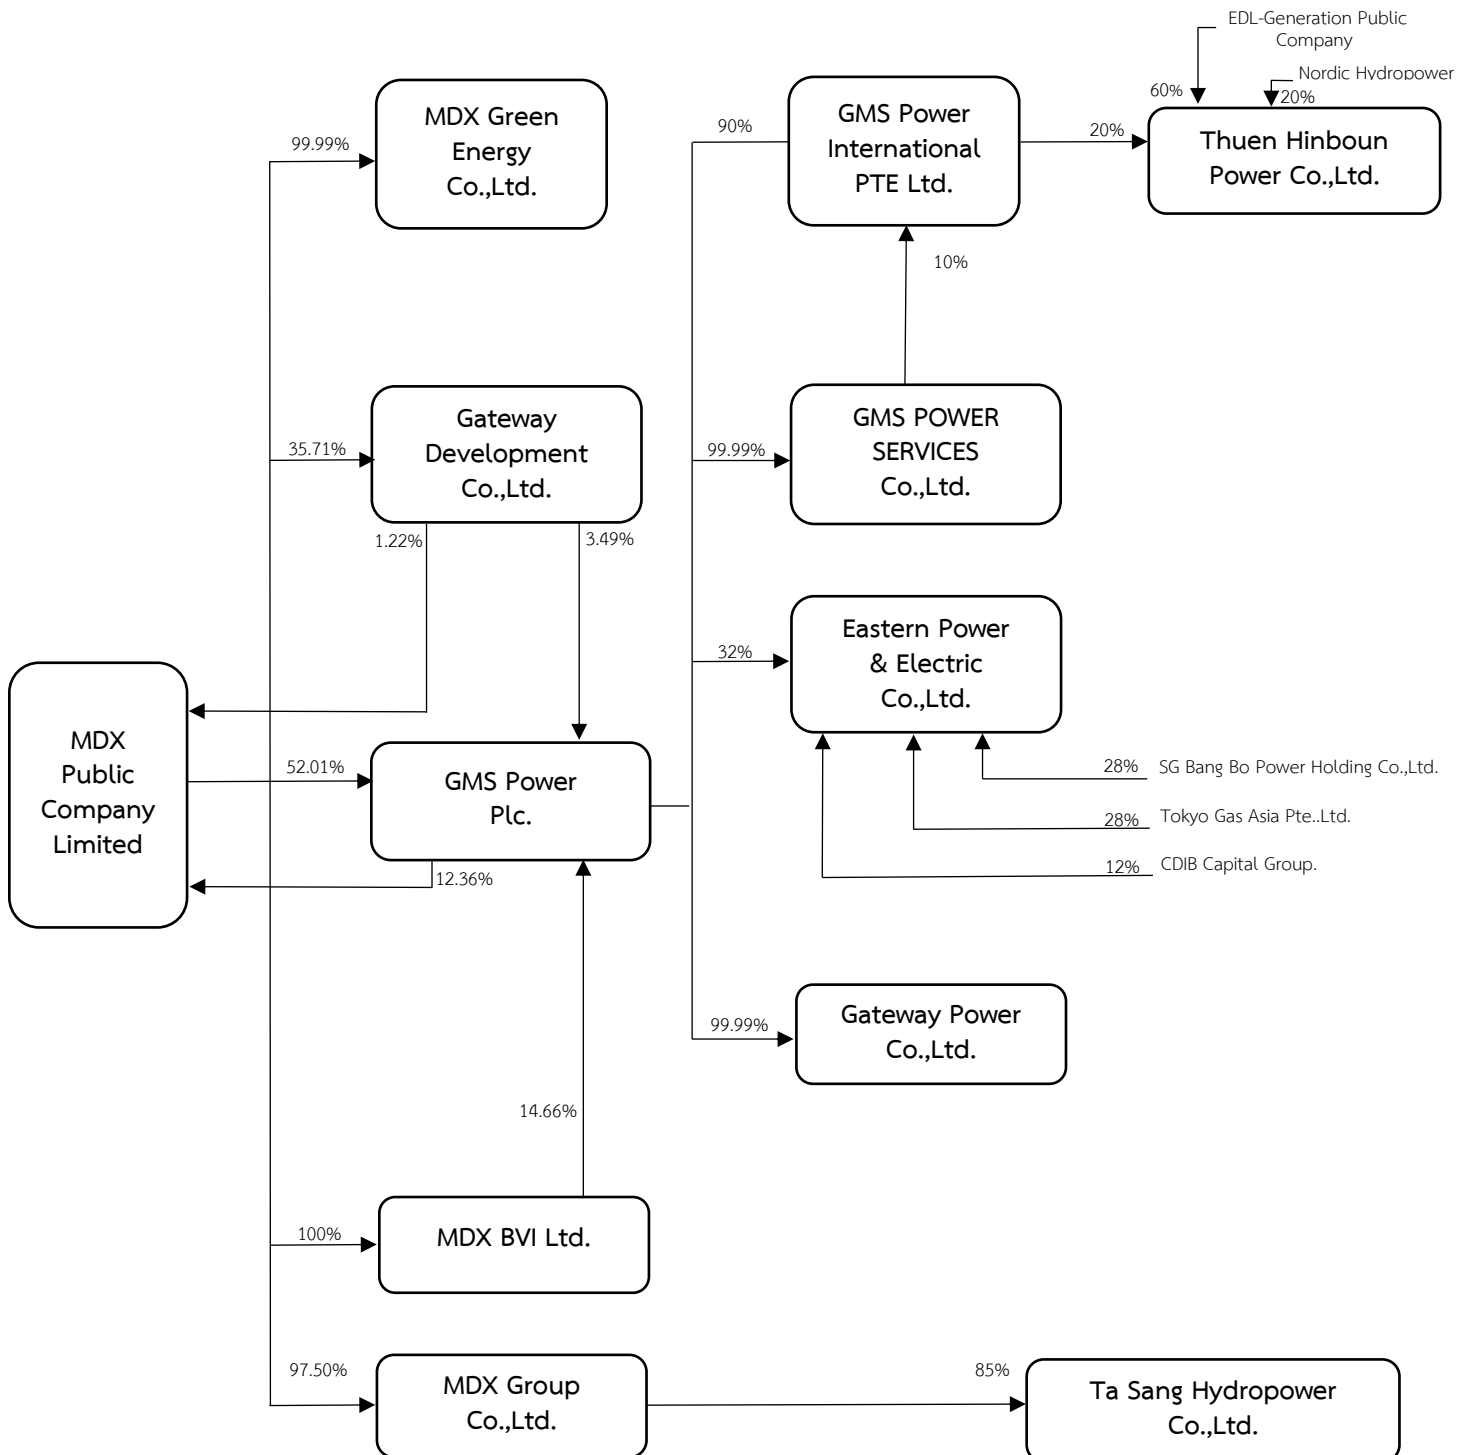 EDL-Generation Public
Company
Nordic Hydropower
60%
20%
MDX Green
Energy
Co.,Ltd.
99.99%
90%
GMS Power
International
PTE Ltd.
20%
Thuen Hinboun
Power Co.,Ltd.
10%
Gateway
Development
Co.,Ltd.
35.71%
1.22%
3.49%
GMS POWER
SERVICES
Co.,Ltd.
99.99%
Eastern Power
& Electric
Co.,Ltd.
32%
MDX
Public
Company
Limited
52.01%
GMS Power
Plc.
12.36%
28%
SG Bang Bo Power Holding Co.,Ltd.
28%
Tokyo Gas Asia Pte..Ltd.
12%
CDIB Capital Group.
99.99%
Gateway Power
Co.,Ltd.
14.66%
100%
MDX BVI Ltd.
97.50%
MDX Group
Co.,Ltd.
85%
Ta Sang Hydropower
Co.,Ltd.